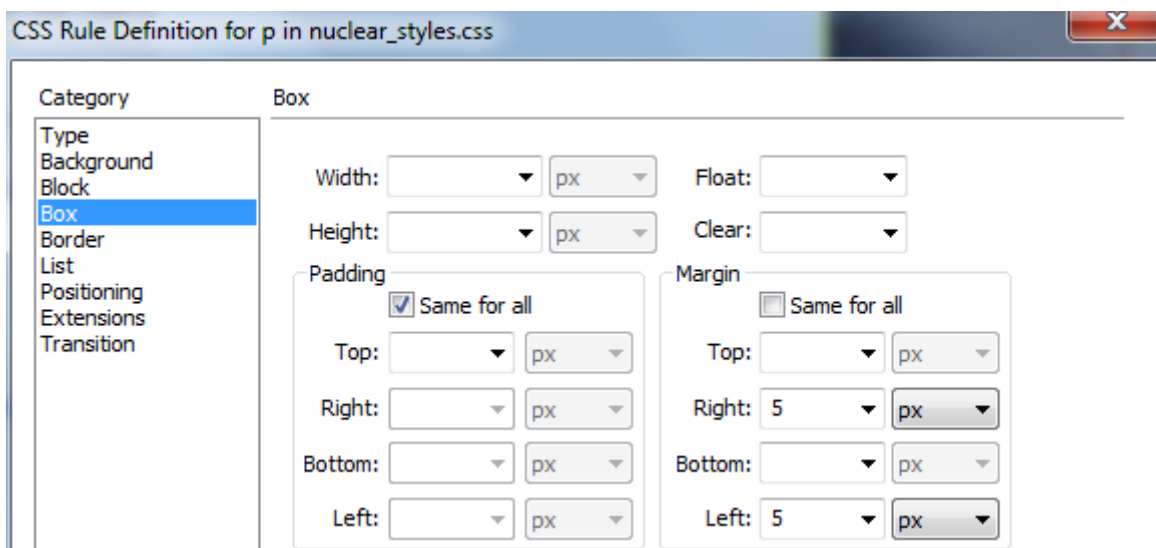 CSS Rule Definition for p in nuclear_styles.css
x
Category
Box
Type
Background
Block
Box
Border
List
Positioning
Extensions
Transition
Width: px Float:
Height: px Clear:
Padding
Same for all
Top: px
Right: px
Bottom: px
Left: px
Margin
Same for all
Top: px
Right: 5 px
Bottom: px
Left: 5 px